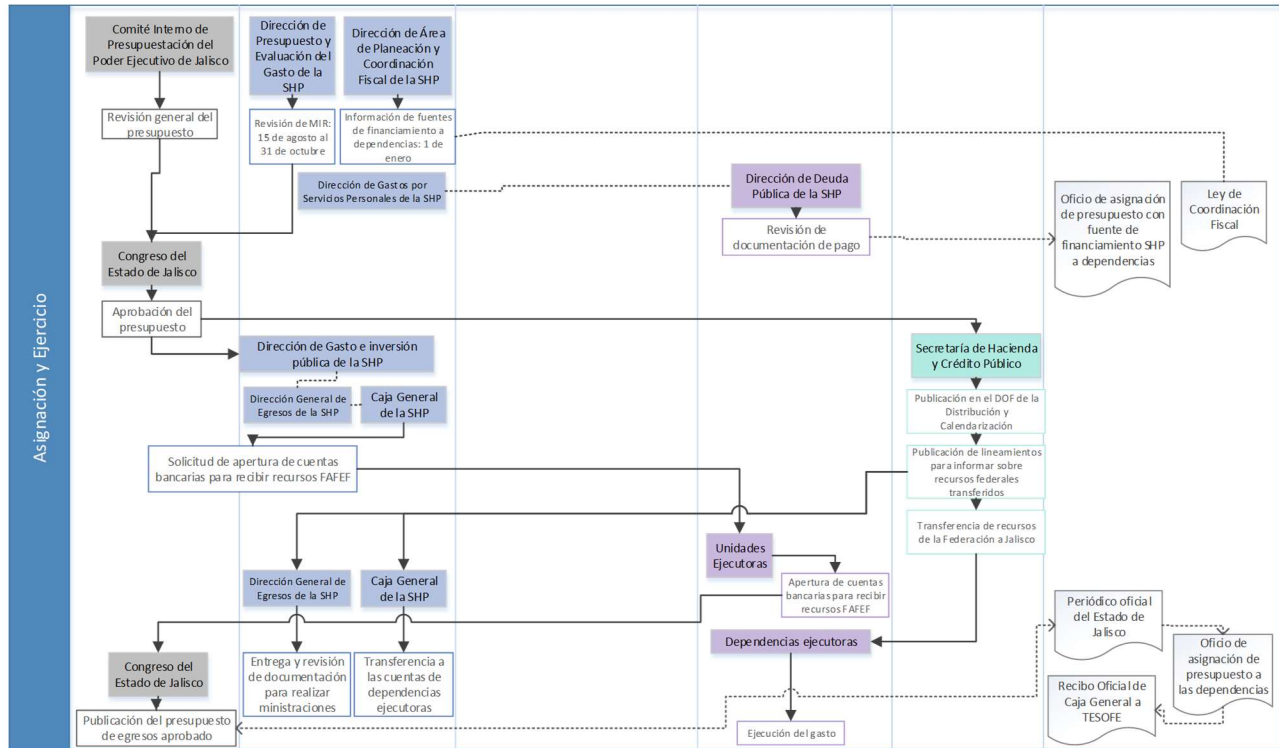 Asignación y Ejercicio
Comité Interno de
Presupuestación del
Poder Ejecutivo de Jalisco
Revisión general del
presupuesto
Dirección de
Presupuesto y
Evaluación del
Gasto de la
SHP
Revisión de MIR:
15 de agosto al
31 de octubre
Dirección de Área
de Planeación y
Coordinación
Fiscal de la SHP
Información de fuentes
de financiamiento a
dependencias: 1 de
enero
Dirección de Gastos por
Servicios Personales de la SHP
Dirección de Deuda
Pública de la SHP
Revisión de
documentación de pago
Oficio de asignación
de presupuesto con
fuente de
financiamiento SHP
a dependencias
Ley de
Coordinación
Fiscal
Congreso del
Estado de Jalisco
Aprobación del
presupuesto
Dirección de Gasto e inversión
pública de la SHP
Dirección General de
Egresos de la SHP
Caja General
de la SHP
Solicitud de apertura de cuentas
bancarias para recibir recursos FAFEF
Secretaría de Hacienda
y Crédito Público
Publicación en el DOF de la
Distribución y
Calendarización
Publicación de lineamientos
para informar sobre
recursos federales
transferidos
Transferencia de recursos
de la Federación a Jalisco
Unidades
Ejecutoras
Apertura de cuentas
bancarias para recibir
recursos FAFEF
Dirección General de
Egresos de la SHP
Caja General
de la SHP
Entrega y revisión
de documentación
para realizar
ministraciones
Transferencia a
las cuentas de
dependencias
ejecutoras
Dependencias ejecutoras
Ejecución del gasto
Congreso del
Estado de Jalisco
Publicación del presupuesto
de egresos aprobado
Periódico oficial
del Estado de
Jalisco
Oficio de
asignación de
presupuesto a
las dependencias
Recibo Oficial de
Caja General a
TESOFE